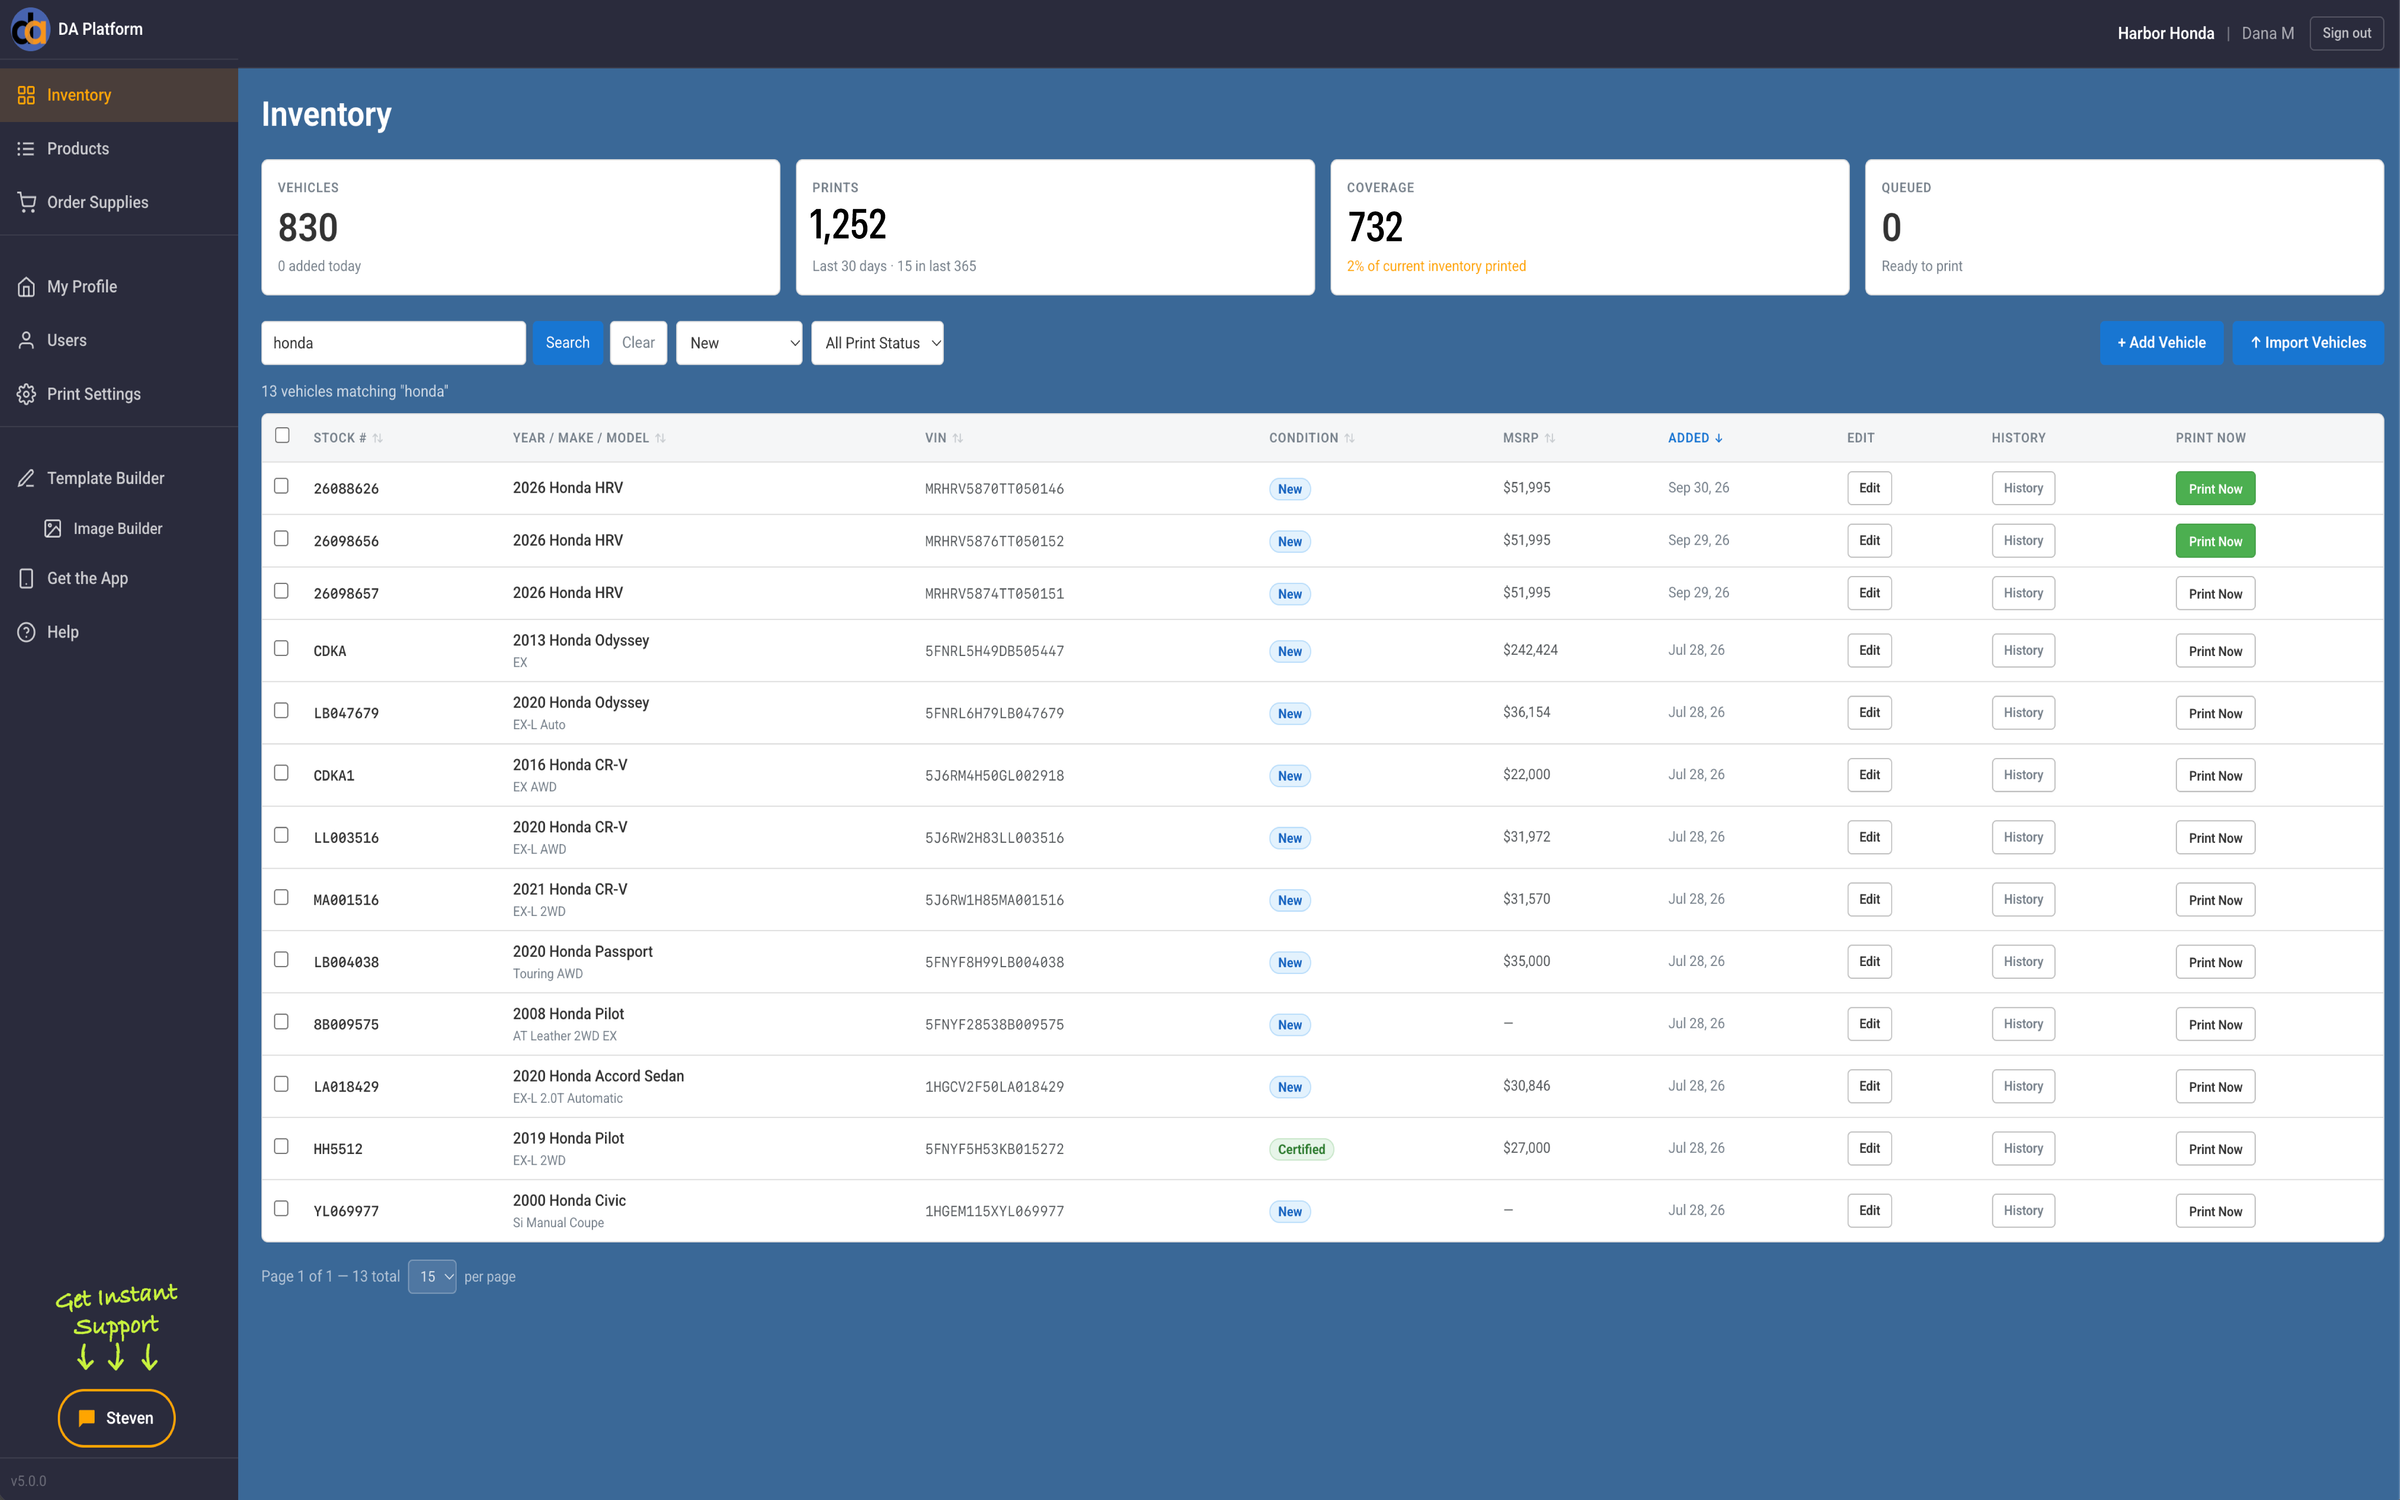 da DA Platform
Harbor Honda | Dana M Sign out
Inventory
Products
Order Supplies
My Profile
Users
Print Settings
Template Builder
Image Builder
Get the App
Help
Get Instant
Support
Steven
v5.0.0
Inventory
VEHICLES
830
0 added today
PRINTS
1,252
Last 30 days · 15 in last 365
COVERAGE
732
2% of current inventory printed
QUEUED
0
Ready to print
honda Search Clear New All Print Status + Add Vehicle ↑ Import Vehicles
13 vehicles matching "honda"
STOCK # YEAR / MAKE / MODEL VIN CONDITION MSRP ADDED ↓ EDIT HISTORY PRINT NOW
26088626 2026 Honda HRV MRHRV5870TT050146 New $51,995 Sep 30, 26 Edit History Print Now
26098656 2026 Honda HRV MRHRV5876TT050152 New $51,995 Sep 29, 26 Edit History Print Now
26098657 2026 Honda HRV MRHRV5874TT050151 New $51,995 Sep 29, 26 Edit History Print Now
CDKA 2013 Honda Odyssey 5FNRL5H49DB505447 New $242,424 Jul 28, 26 Edit History Print Now
EX
LB047679 2020 Honda Odyssey 5FNRL6H79LB047679 New $36,154 Jul 28, 26 Edit History Print Now
EX-L Auto
CDKA1 2016 Honda CR-V 5J6RM4H50GL002918 New $22,000 Jul 28, 26 Edit History Print Now
EX AWD
LL003516 2020 Honda CR-V 5J6RW2H83LL003516 New $31,972 Jul 28, 26 Edit History Print Now
EX-L AWD
MA001516 2021 Honda CR-V 5J6RW1H85MA001516 New $31,570 Jul 28, 26 Edit History Print Now
EX-L 2WD
LB004038 2020 Honda Passport 5FNYF8H99LB004038 New $35,000 Jul 28, 26 Edit History Print Now
Touring AWD
8B009575 2008 Honda Pilot 5FNYF28538B009575 New — Jul 28, 26 Edit History Print Now
AT Leather 2WD EX
LA018429 2020 Honda Accord Sedan 1HGCV2F50LA018429 New $30,846 Jul 28, 26 Edit History Print Now
EX-L 2.0T Automatic
HH5512 2019 Honda Pilot 5FNYF5H53KB015272 Certified $27,000 Jul 28, 26 Edit History Print Now
EX-L 2WD
YL069977 2000 Honda Civic 1HGEM115XYL069977 New — Jul 28, 26 Edit History Print Now
Si Manual Coupe
Page 1 of 1 — 13 total 15 per page